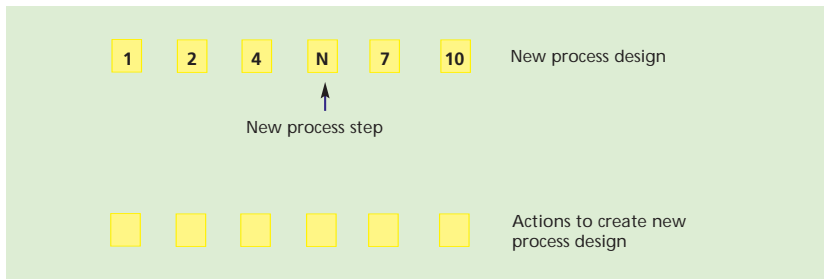 1 2 4 N 7 10 New process design
New process step
Actions to create new
process design